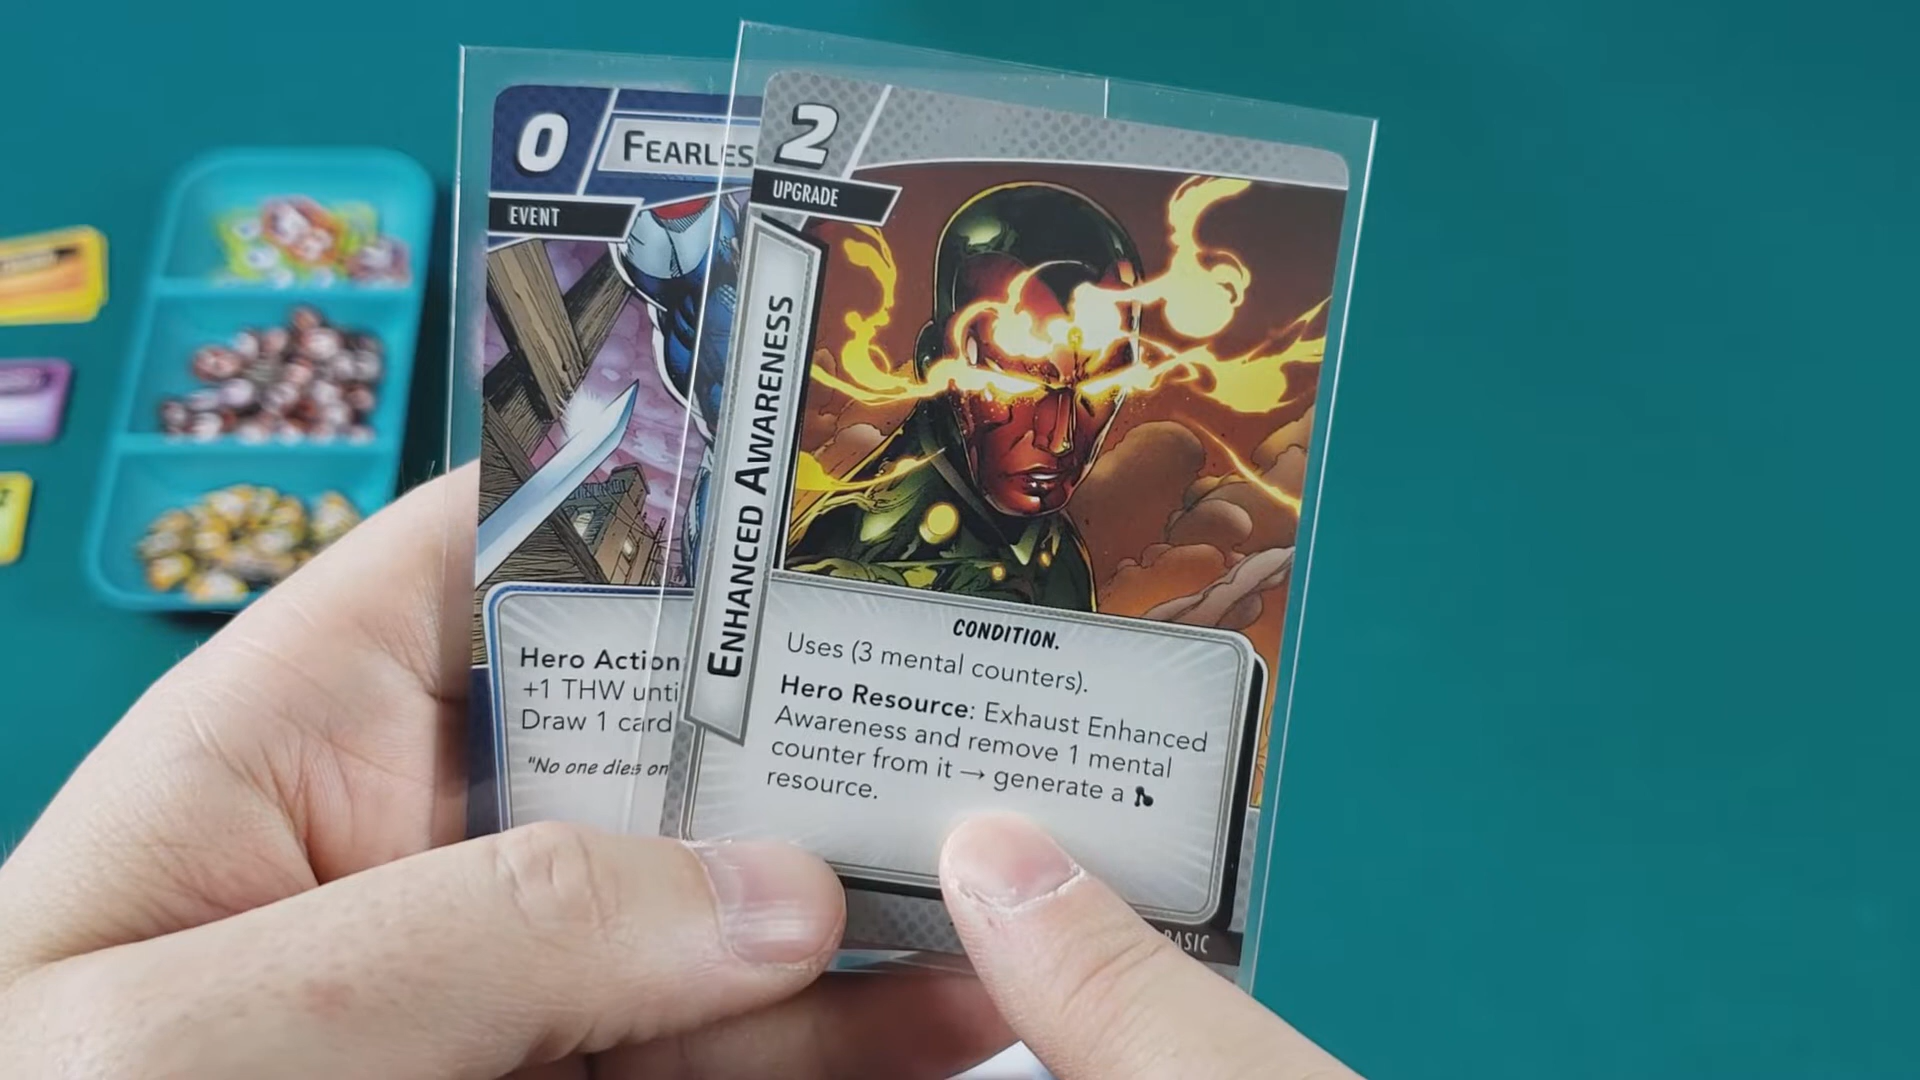 0
FEARLES
EVENT
Hero Action
+1 THW unti
Draw 1 card
"No one dies on
2
UPGRADE
ENHANCED AWARENESS
CONDITION.
Uses (3 mental counters).
Hero Resource: Exhaust Enhanced
Awareness and remove 1 mental
counter from it → generate a
resource.
BASIC